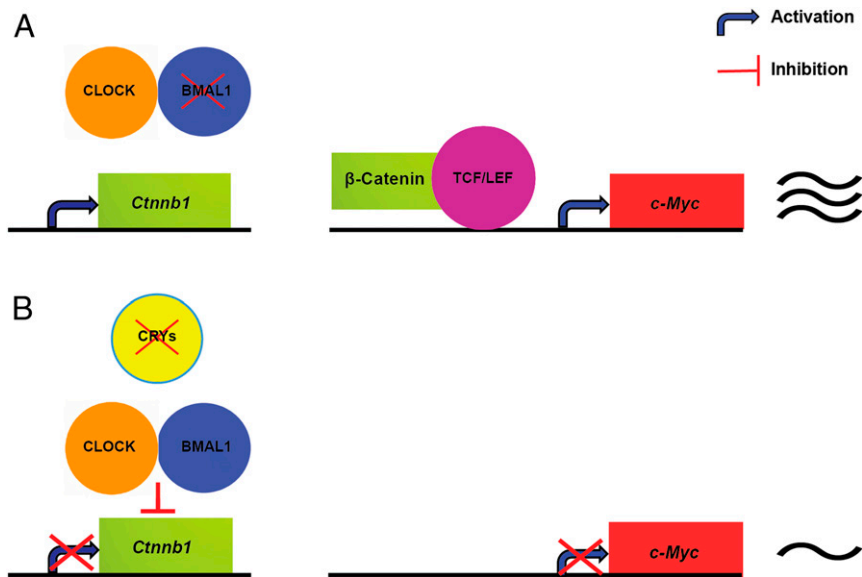 A
Activation
Inhibition
CLOCK
BMAL1
β-Catenin
TCF/LEF
Ctnnb1
c-Myc
B
CRYs
CLOCK
BMAL1
Ctnnb1
c-Myc